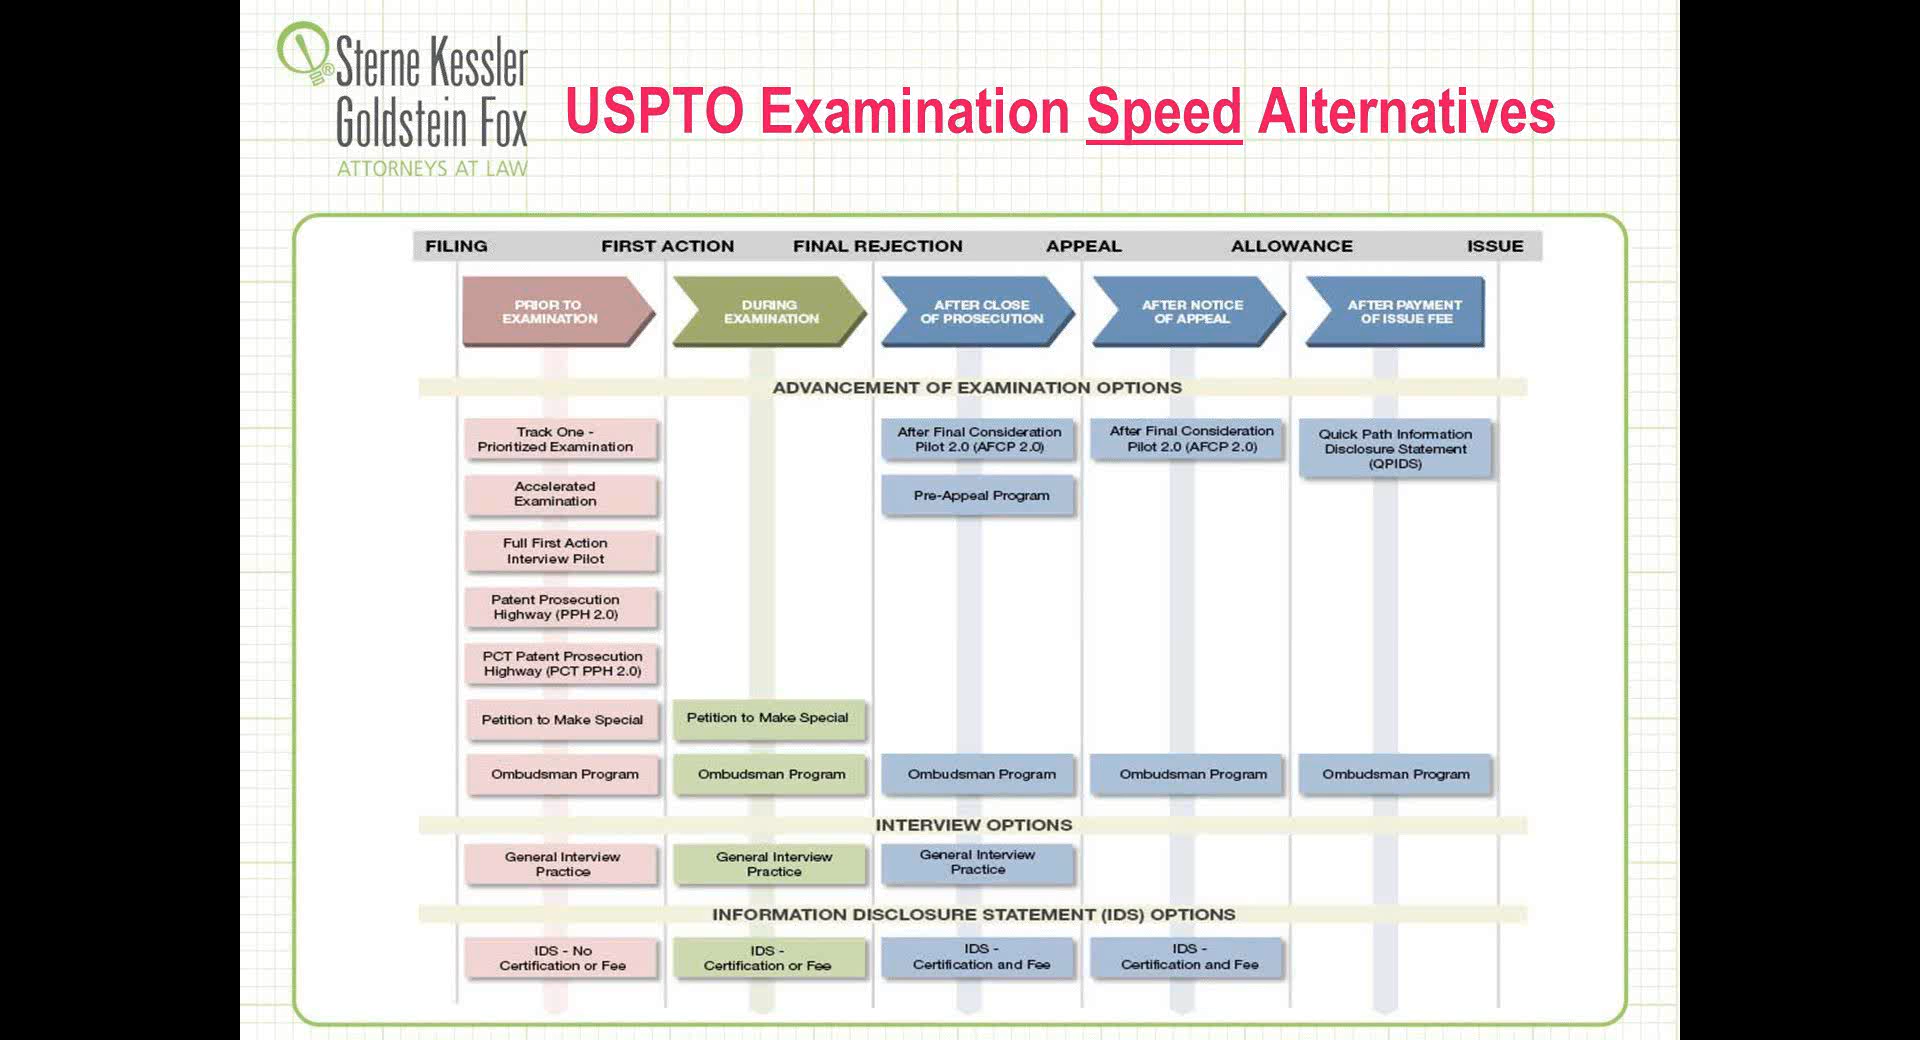 Sterne Kessler
Goldstein Fox
ATTORNEYS AT LAW
®
USPTO Examination Speed Alternatives
FILING FIRST ACTION FINAL REJECTION APPEAL ALLOWANCE ISSUE
PRIOR TO
EXAMINATION
DURING
EXAMINATION
AFTER CLOSE
OF PROSECUTION
AFTER NOTICE
OF APPEAL
AFTER PAYMENT
OF ISSUE FEE
ADVANCEMENT OF EXAMINATION OPTIONS
Track One -
Prioritized Examination
After Final Consideration
Pilot 2.0 (AFCP 2.0)
After Final Consideration
Pilot 2.0 (AFCP 2.0)
Quick Path Information
Disclosure Statement
(QPIDS)
Accelerated
Examination
Pre-Appeal Program
Full First Action
Interview Pilot
Patent Prosecution
Highway (PPH 2.0)
PCT Patent Prosecution
Highway (PCT PPH 2.0)
Petition to Make Special
Petition to Make Special
Ombudsman Program
Ombudsman Program
Ombudsman Program
Ombudsman Program
Ombudsman Program
INTERVIEW OPTIONS
General Interview
Practice
General Interview
Practice
General Interview
Practice
INFORMATION DISCLOSURE STATEMENT (IDS) OPTIONS
IDS - No
Certification or Fee
IDS -
Certification or Fee
IDS -
Certification and Fee
IDS -
Certification and Fee